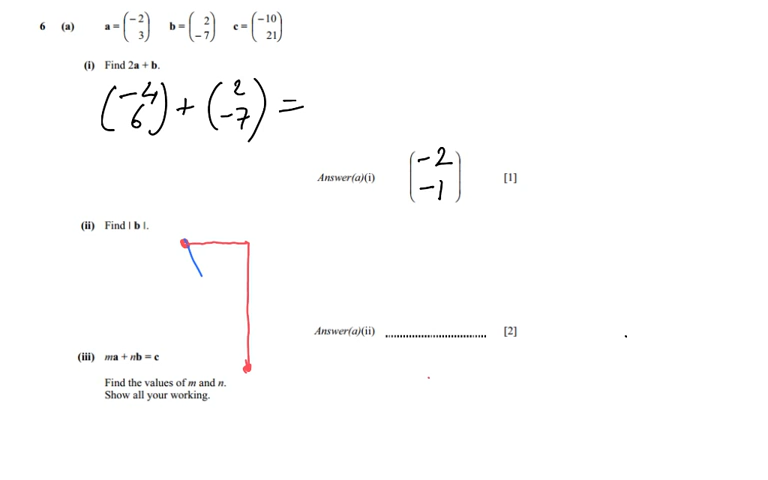 6 (a) a = (-2 3) b = (2 -7) c = (-10 21)
(i) Find 2a + b.
(-4 6) + (2 -7) =
Answer(a)(i) (-2 -1) [1]
(ii) Find | b |.
Answer(a)(ii) ................................ [2]
(iii) ma + nb = c
Find the values of m and n.
Show all your working.